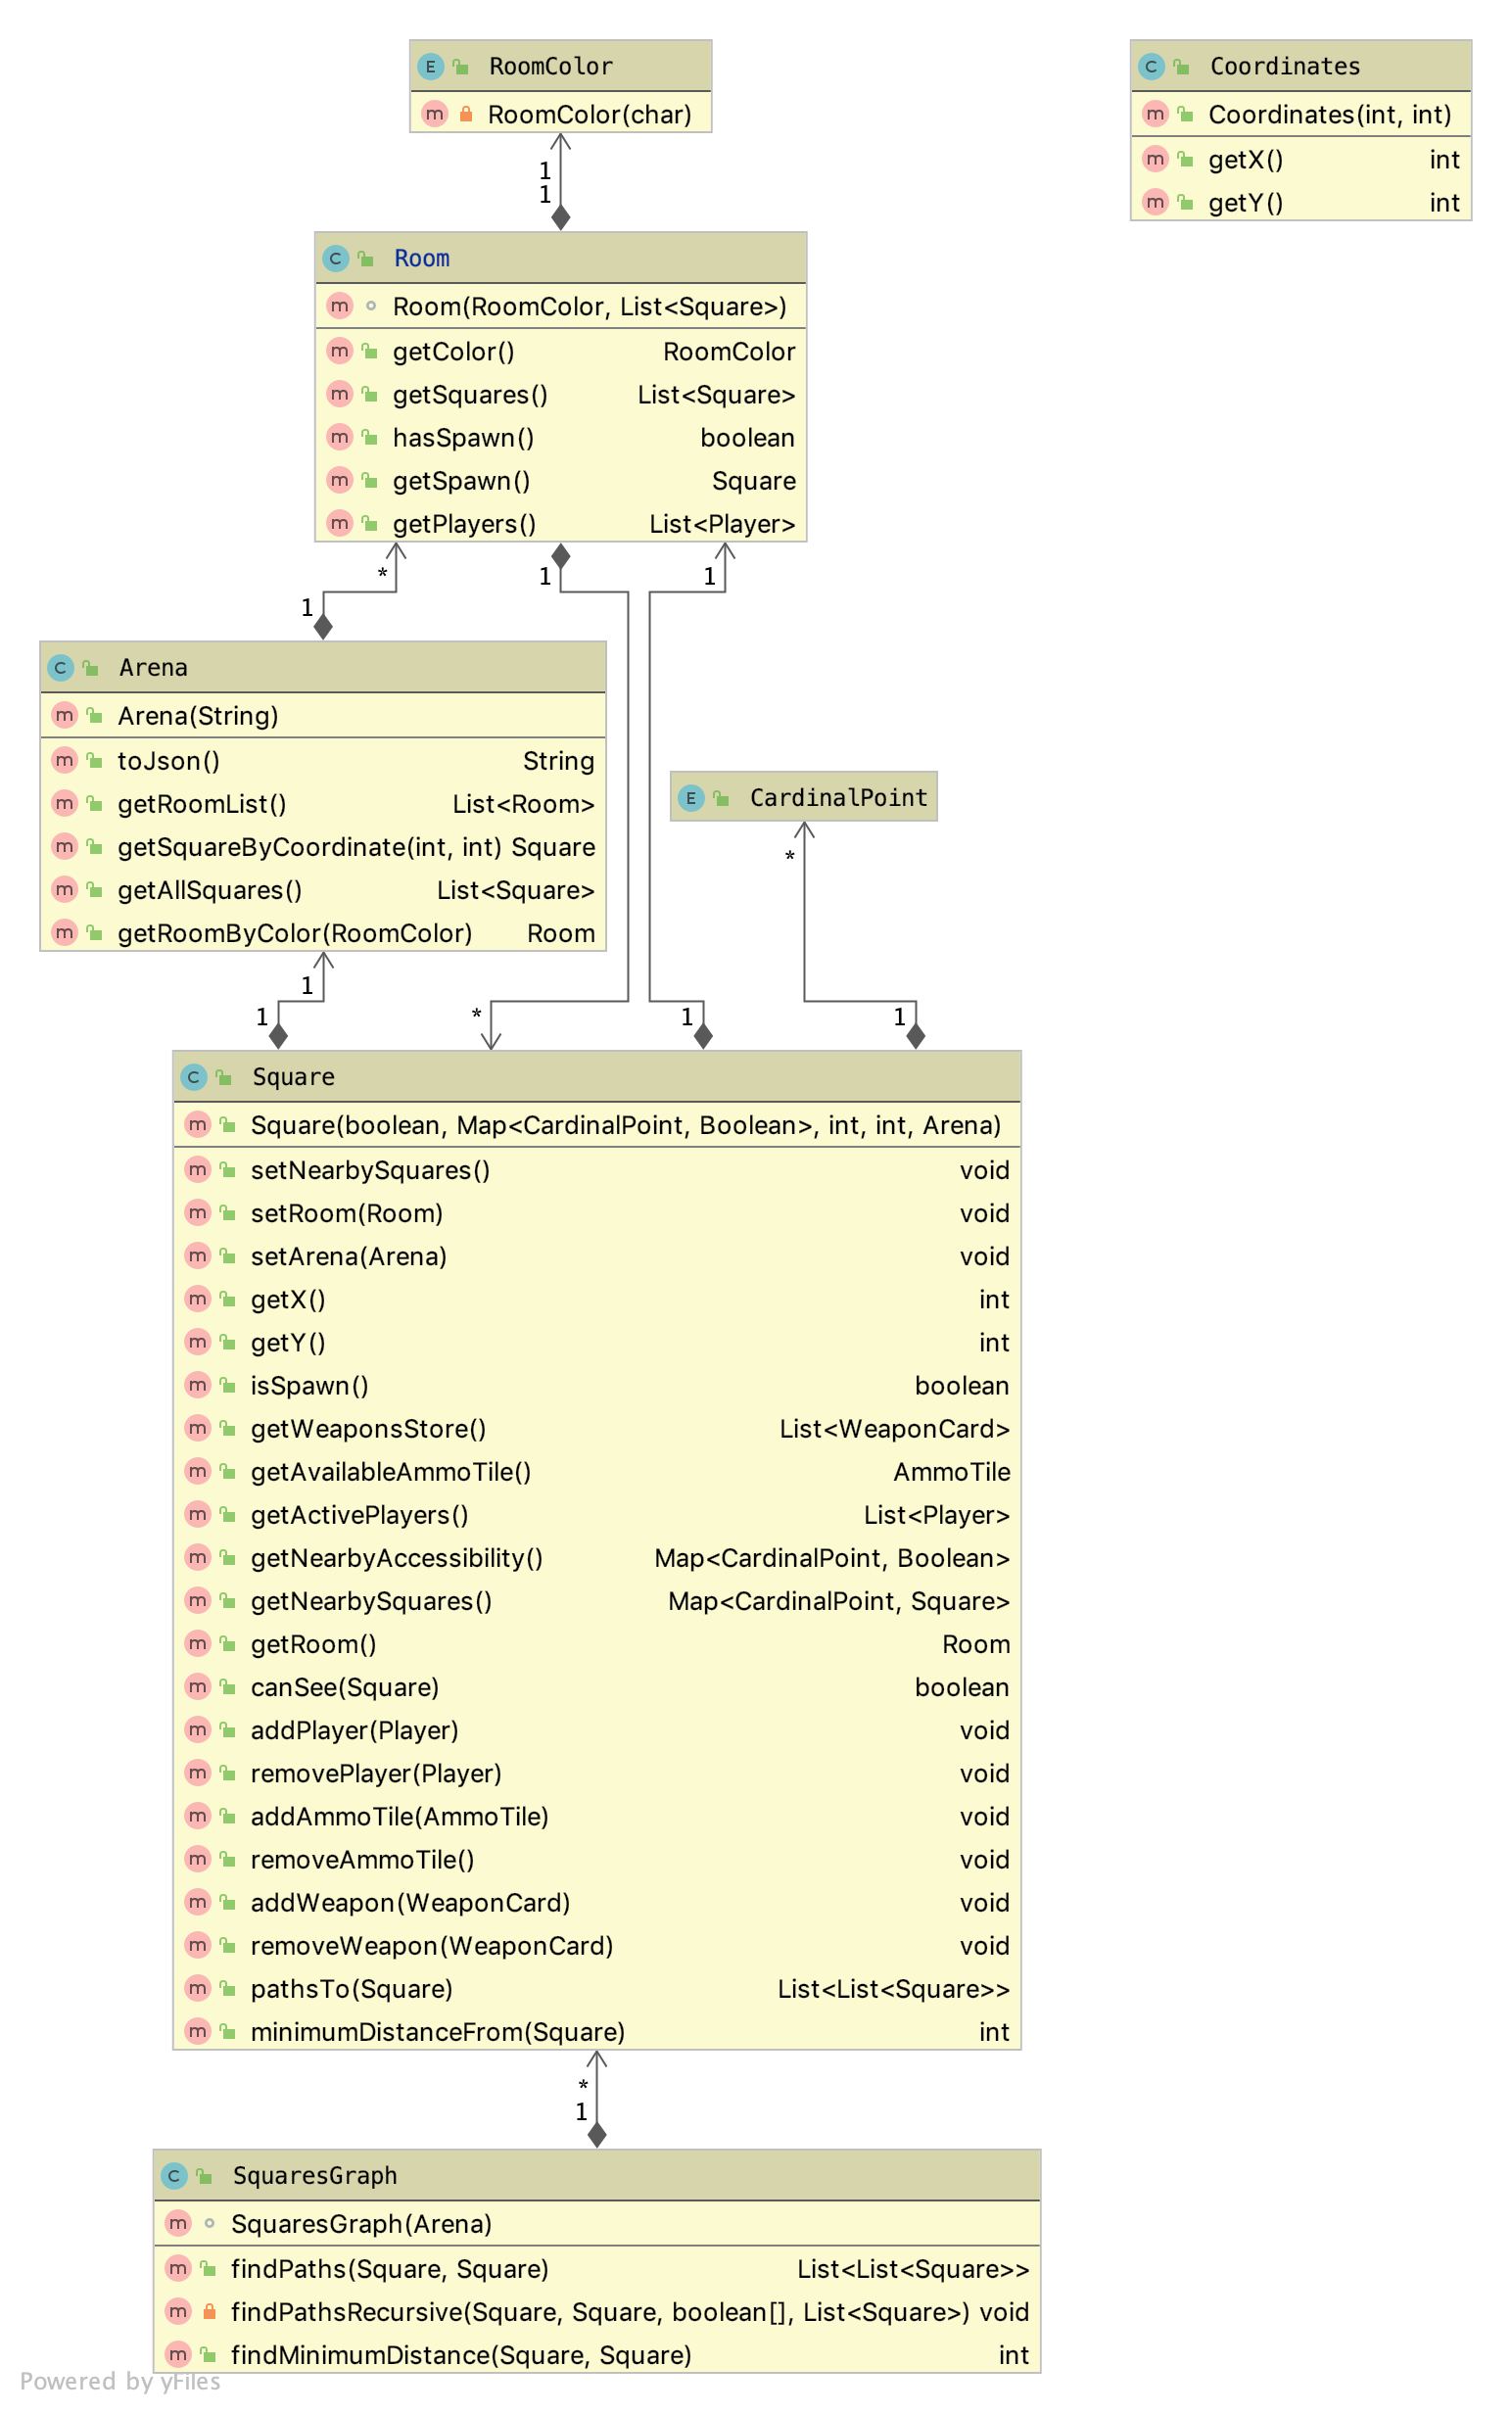 RoomColor
RoomColor(char)
Coordinates
Coordinates(int, int)
getX() int
getY() int
1
1
Room
Room(RoomColor, List<Square>)
getColor() RoomColor
getSquares() List<Square>
hasSpawn() boolean
getSpawn() Square
getPlayers() List<Player>
* 1 1
1
Arena
Arena(String)
toJson() String
getRoomList() List<Room>
getSquareByCoordinate(int, int) Square
getAllSquares() List<Square>
getRoomByColor(RoomColor) Room
CardinalPoint
*
1
1 * 1 1
Square
Square(boolean, Map<CardinalPoint, Boolean>, int, int, Arena)
setNearbySquares() void
setRoom(Room) void
setArena(Arena) void
getX() int
getY() int
isSpawn() boolean
getWeaponsStore() List<WeaponCard>
getAvailableAmmoTile() AmmoTile
getActivePlayers() List<Player>
getNearbyAccessibility() Map<CardinalPoint, Boolean>
getNearbySquares() Map<CardinalPoint, Square>
getRoom() Room
canSee(Square) boolean
addPlayer(Player) void
removePlayer(Player) void
addAmmoTile(AmmoTile) void
removeAmmoTile() void
addWeapon(WeaponCard) void
removeWeapon(WeaponCard) void
pathsTo(Square) List<List<Square>>
minimumDistanceFrom(Square) int
*
1
SquaresGraph
SquaresGraph(Arena)
findPaths(Square, Square) List<List<Square>>
findPathsRecursive(Square, Square, boolean[], List<Square>) void
findMinimumDistance(Square, Square) int
Powered by yFiles